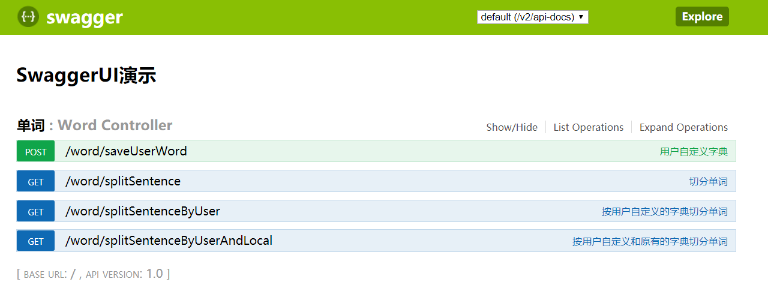 {···} swagger default (/v2/api-docs) Explore
SwaggerUI演示
单词 : Word Controller Show/Hide List Operations Expand Operations
POST /word/saveUserWord 用户自定义字典
GET /word/splitSentence 切分单词
GET /word/splitSentenceByUser 按用户自定义的字典切分单词
GET /word/splitSentenceByUserAndLocal 按用户自定义和原有的字典切分单词
[ BASE URL: / , API VERSION: 1.0 ]